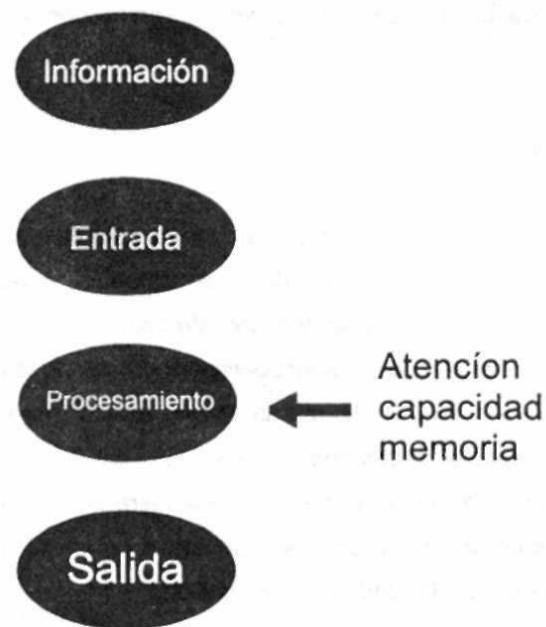 Información
Entrada
Procesamiento
Atencíon
capacidad
memoria
Salida